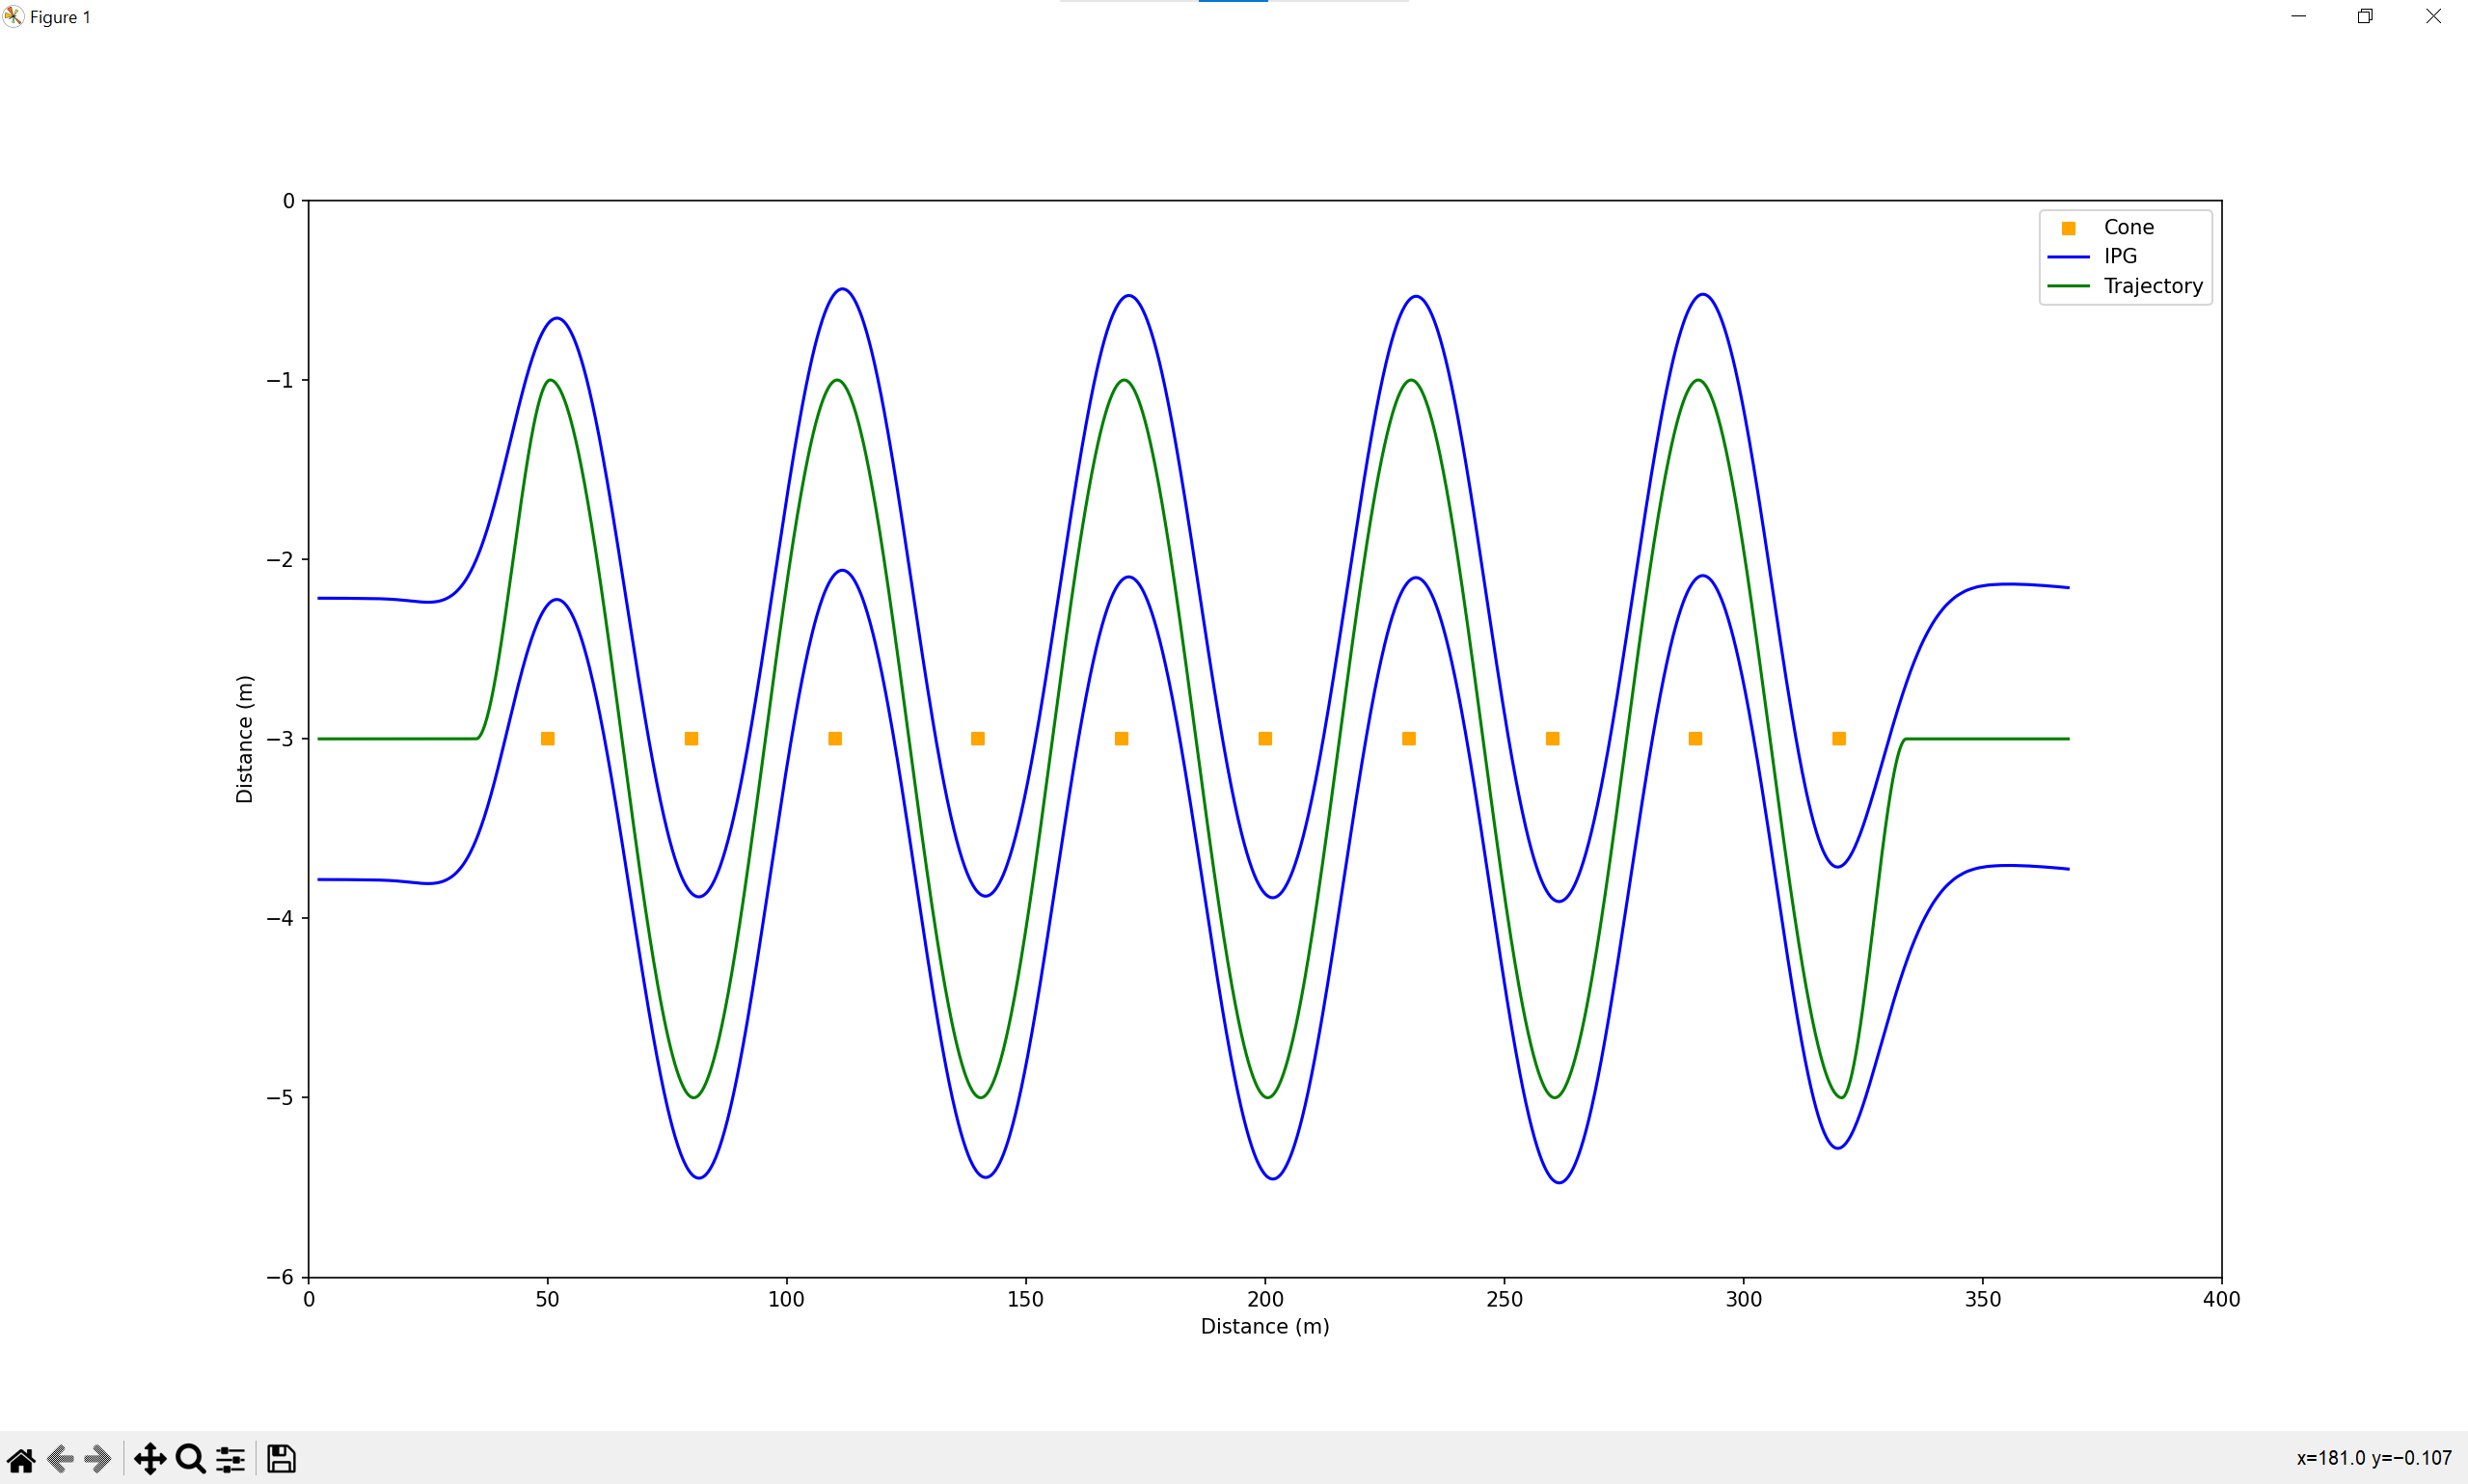 Figure 1
0
−1
−2
−3
−4
−5
−6
Distance (m)
Cone
IPG
Trajectory
0 50 100 150 200 250 300 350 400
Distance (m)
x=181.0 y=−0.107